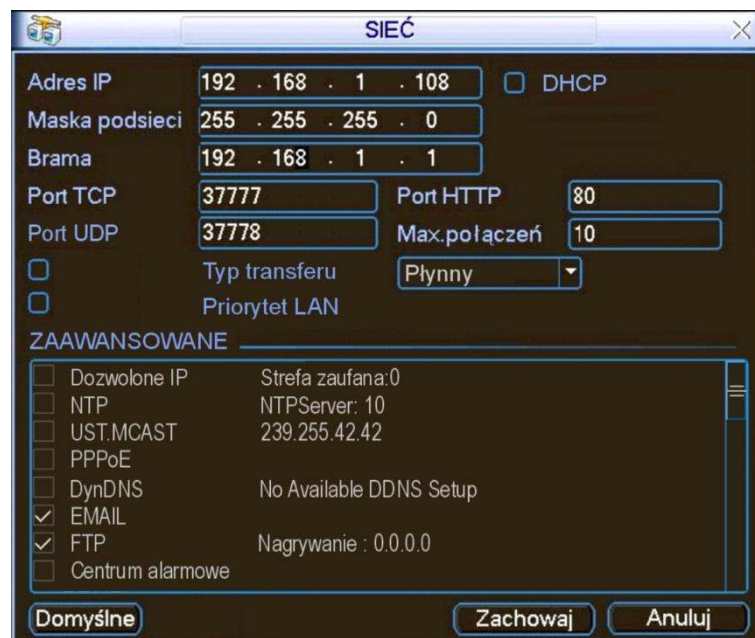 SIEĆ
Adres IP 192 . 168 . 1 . 108 DHCP
Maska podsieci 255 . 255 . 255 . 0
Brama 192 . 168 . 1 . 1
Port TCP 37777 Port HTTP 80
Port UDP 37778 Max.połączeń 10
Typ transferu Płynny
Priorytet LAN
ZAAWANSOWANE
Dozwolone IP Strefa zaufana:0
NTP NTPServer: 10
UST.MCAST 239.255.42.42
PPPoE
DynDNS No Available DDNS Setup
EMAIL
FTP Nagrywanie : 0.0.0.0
Centrum alarmowe
Domyślne Zachowaj Anuluj